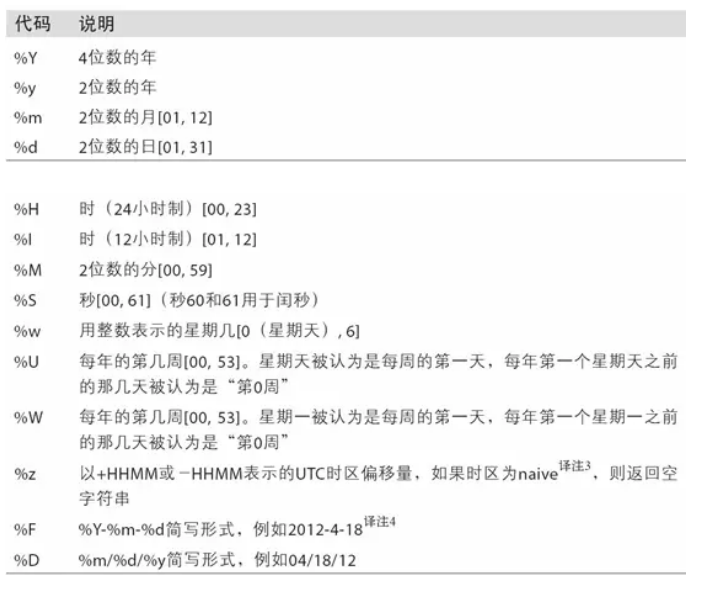 代码 说明
%Y 4位数的年
%y 2位数的年
%m 2位数的月[01, 12]
%d 2位数的日[01, 31]
%H 时（24小时制）[00, 23]
%I 时（12小时制）[01, 12]
%M 2位数的分[00, 59]
%S 秒[00, 61]（秒60和61用于闰秒）
%w 用整数表示的星期几[0（星期天）, 6]
%U 每年的第几周[00, 53]。星期天被认为是每周的第一天，每年第一个星期天之前
的那几天被认为是“第0周”
%W 每年的第几周[00, 53]。星期一被认为是每周的第一天，每年第一个星期一之前
的那几天被认为是“第0周”
%z 以+HHMM或－HHMM表示的UTC时区偏移量，如果时区为naive译注3，则返回空
字符串
%F %Y-%m-%d简写形式，例如2012-4-18译注4
%D %m/%d/%y简写形式，例如04/18/12